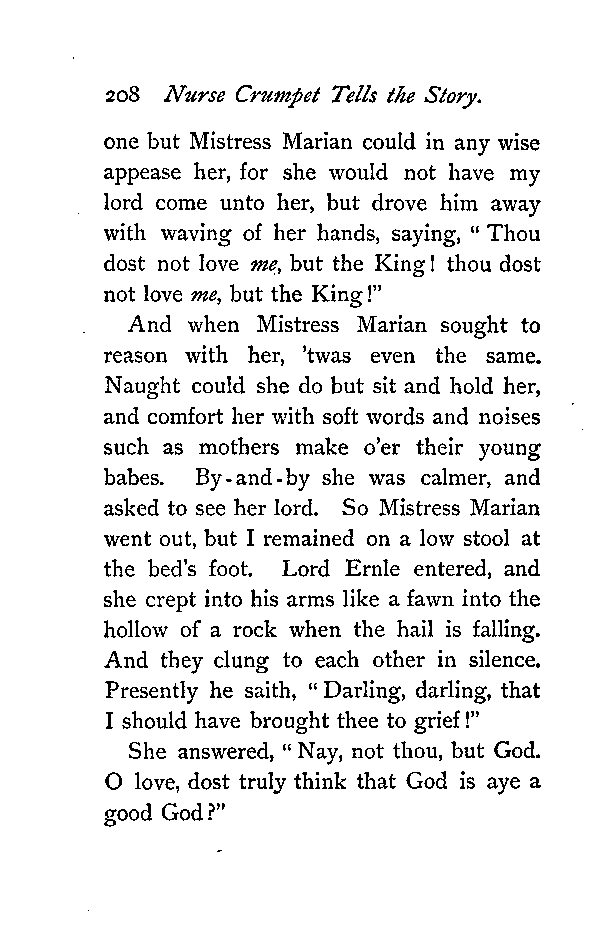 208 Nurse Crumpet Tells the Story.
one but Mistress Marian could in any wise
appease her, for she would not have my
lord come unto her, but drove him away
with waving of her hands, saying, “ Thou
dost not love me, but the King! thou dost
not love me, but the King!”
And when Mistress Marian sought to
reason with her, ’twas even the same.
Naught could she do but sit and hold her,
and comfort her with soft words and noises
such as mothers make o’er their young
babes. By-and-by she was calmer, and
asked to see her lord. So Mistress Marian
went out, but I remained on a low stool at
the bed’s foot. Lord Ernle entered, and
she crept into his arms like a fawn into the
hollow of a rock when the hail is falling.
And they clung to each other in silence.
Presently he saith, “ Darling, darling, that
I should have brought thee to grief!”
She answered, “ Nay, not thou, but God.
O love, dost truly think that God is aye a
good God?”